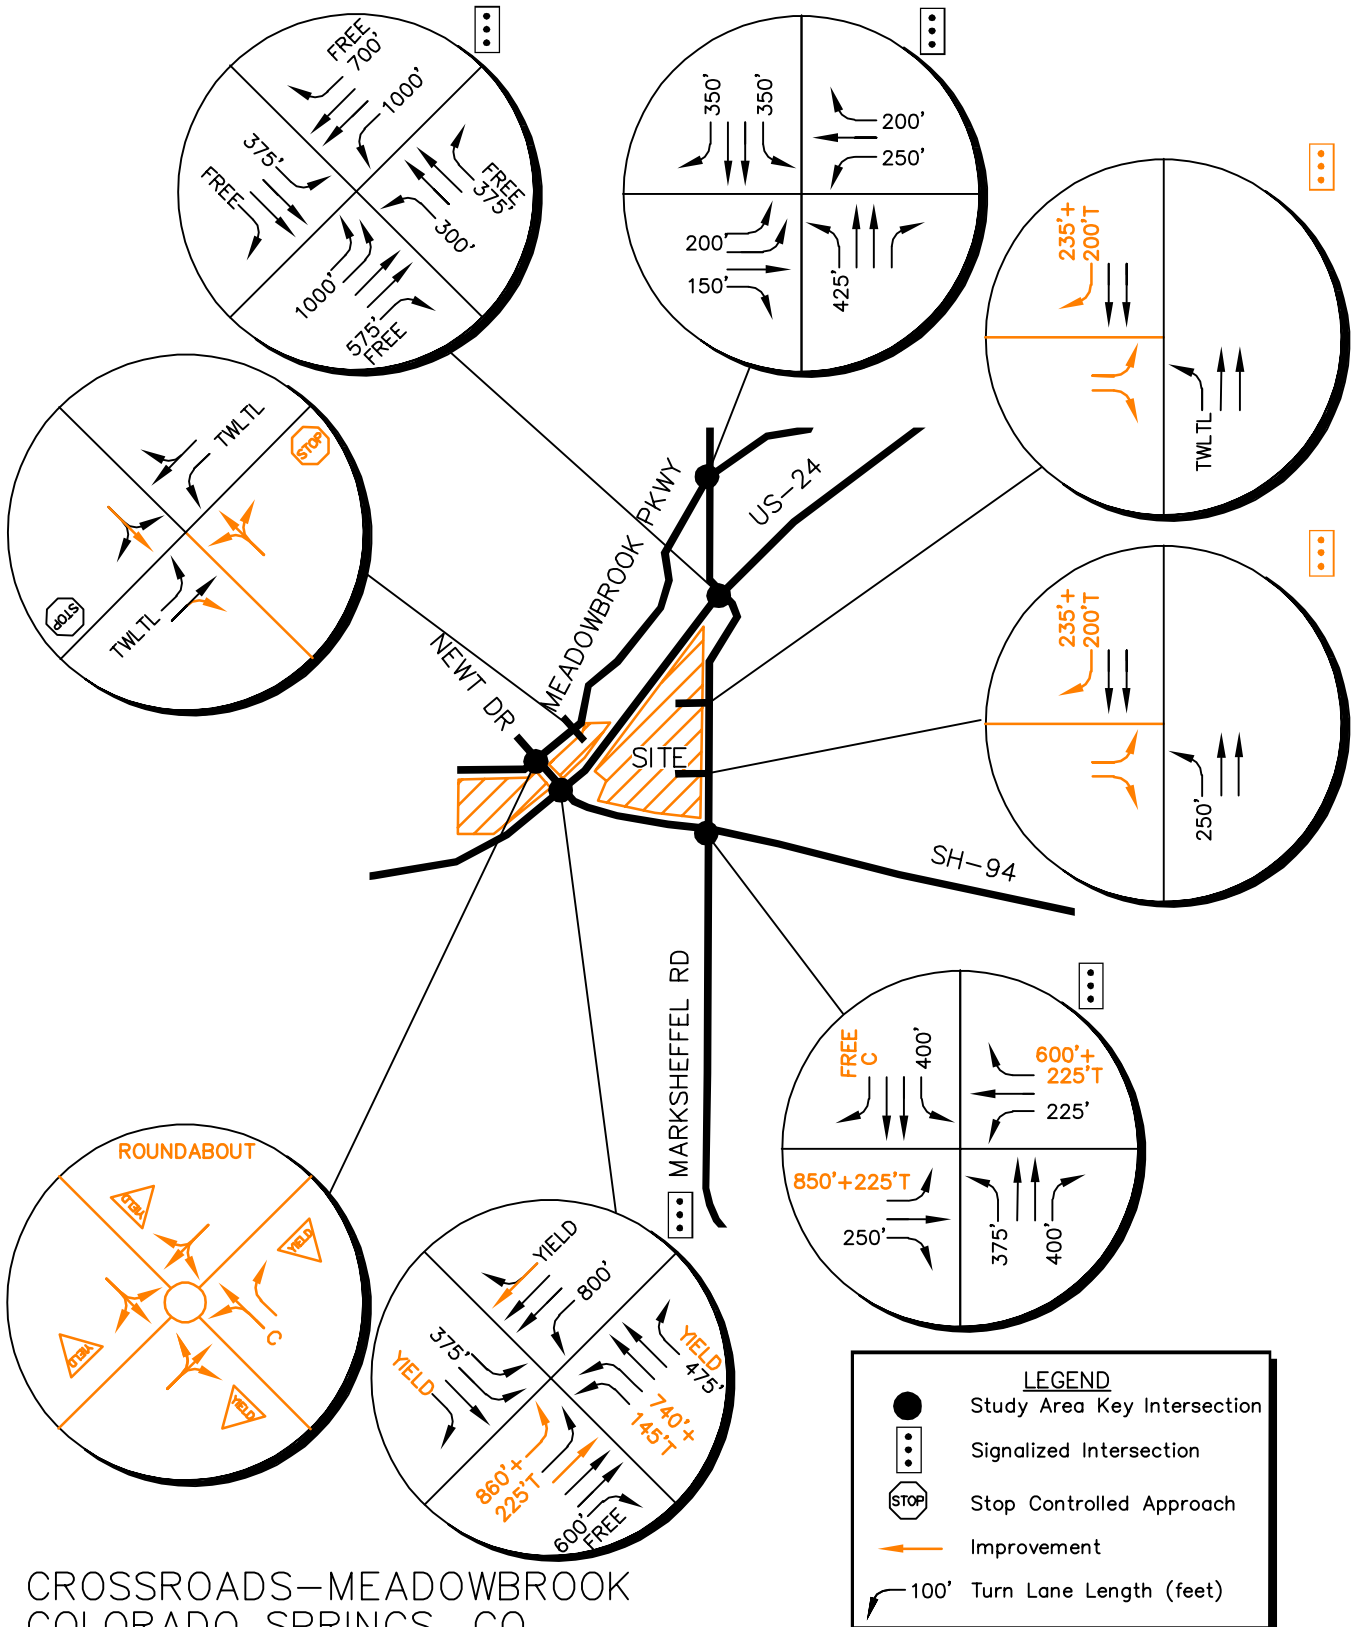 FREE
700'
1000'
375'
FREE
FREE
375'
300'
1000'
575'
FREE
350'
350'
200'
250'
200'
150'
425'
235'+
200'T
TWLTL
TWLTL
STOP
STOP
TWLTL
MEADOWBROOK PKWY
US-24
NEWT DR
SITE
SH-94
MARKSHEFFEL RD
235'+
200'T
250'
FREE
C
400'
600'+
225'T
225'
850'+225'T
250'
375'
400'
ROUNDABOUT
YIELD
YIELD
YIELD
YIELD
C
YIELD
800'
375'
YIELD
YIELD
475'
740'+
145'T
860'+
225'T
600'
FREE
LEGEND
Study Area Key Intersection
Signalized Intersection
STOP
Stop Controlled Approach
Improvement
100'
Turn Lane Length (feet)
CROSSROADS-MEADOWBROOK
COLORADO SPRINGS, CO